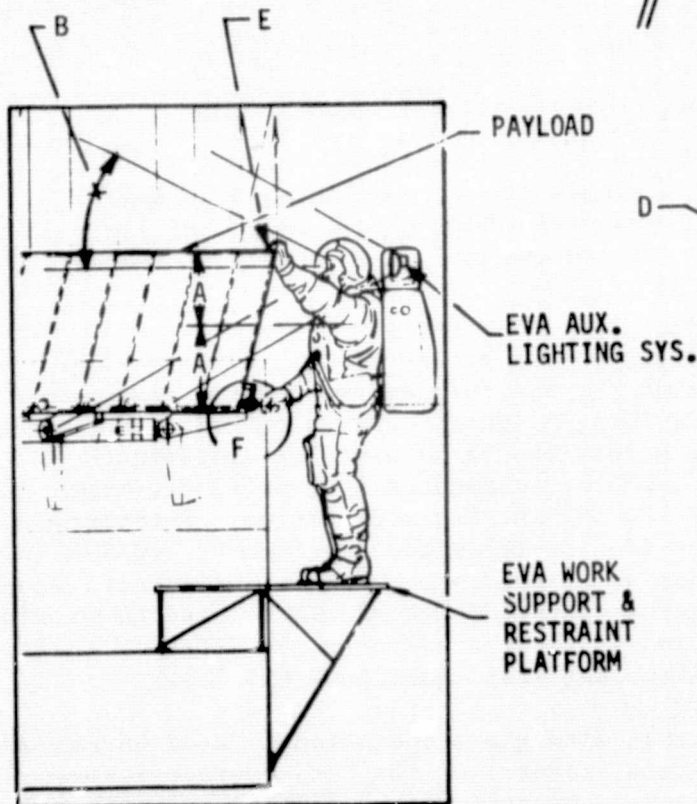 B
E
PAYLOAD
D
A
A
EVA AUX.
LIGHTING SYS.
F
EVA WORK
SUPPORT &
RESTRAINT
PLATFORM